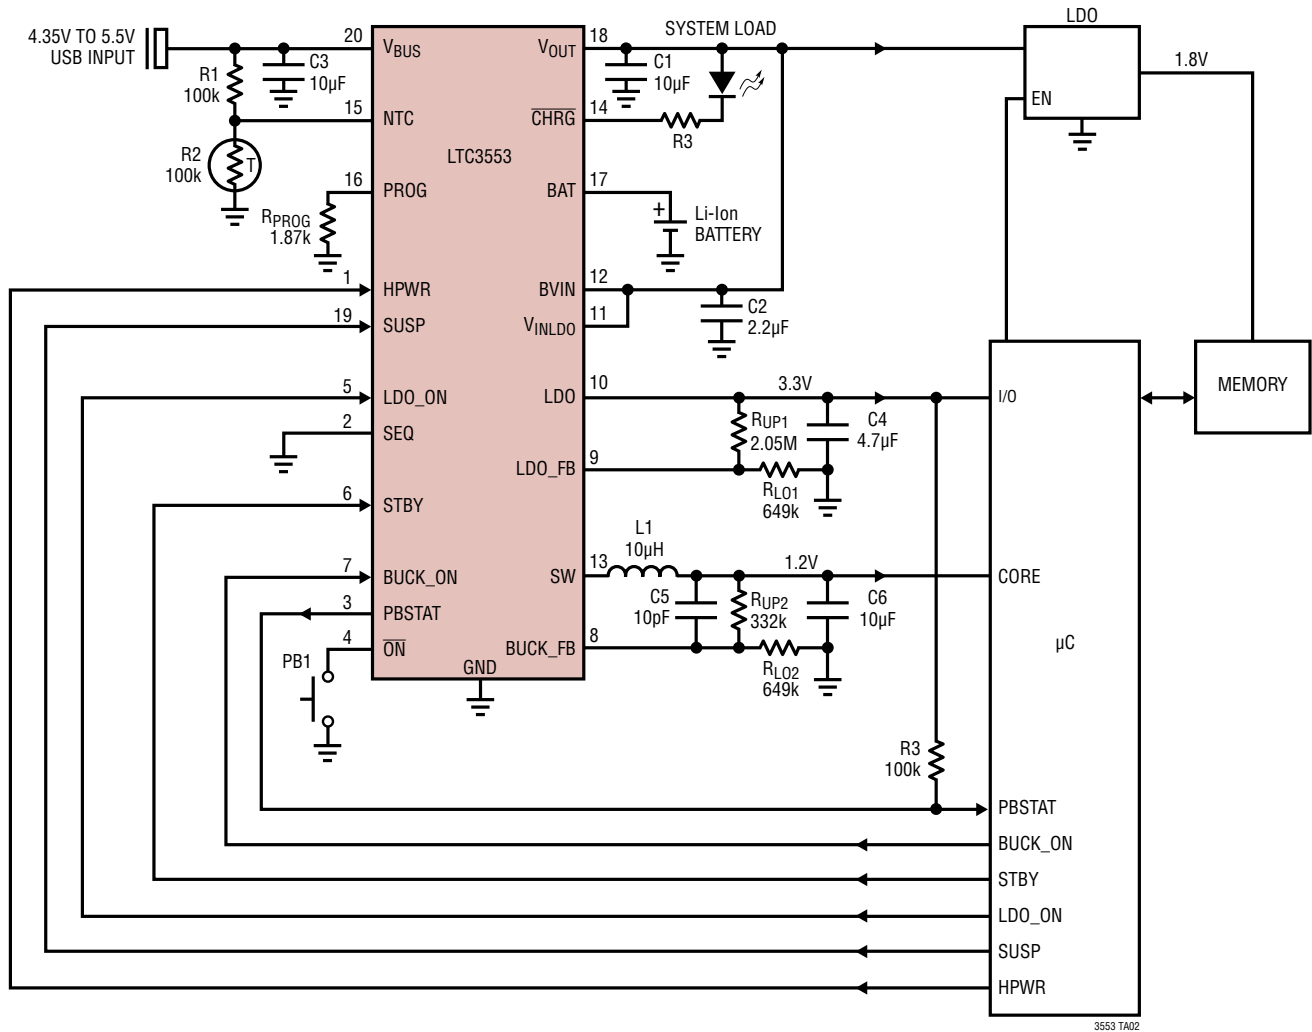 4.35V TO 5.5V
USB INPUT
R1
100k
C3
10µF
R2
100k
T
RPROG
1.87k
20
VBUS
15
NTC
16
PROG
1
HPWR
19
SUSP
5
LDO_ON
2
SEQ
6
STBY
7
BUCK_ON
3
PBSTAT
4
ON
PB1
LTC3553
GND
VOUT
18
CHRG
14
BAT
17
BVIN
12
VINLDO
11
LDO
10
LDO_FB
9
SW
13
BUCK_FB
8
SYSTEM LOAD
C1
10µF
R3
+
Li-Ion
BATTERY
C2
2.2µF
3.3V
RUP1
2.05M
C4
4.7µF
RLO1
649k
L1
10µH
1.2V
C5
10pF
RUP2
332k
C6
10µF
RLO2
649k
R3
100k
LDO
EN
1.8V
MEMORY
I/O
CORE
µC
PBSTAT
BUCK_ON
STBY
LDO_ON
SUSP
HPWR
3553 TA02